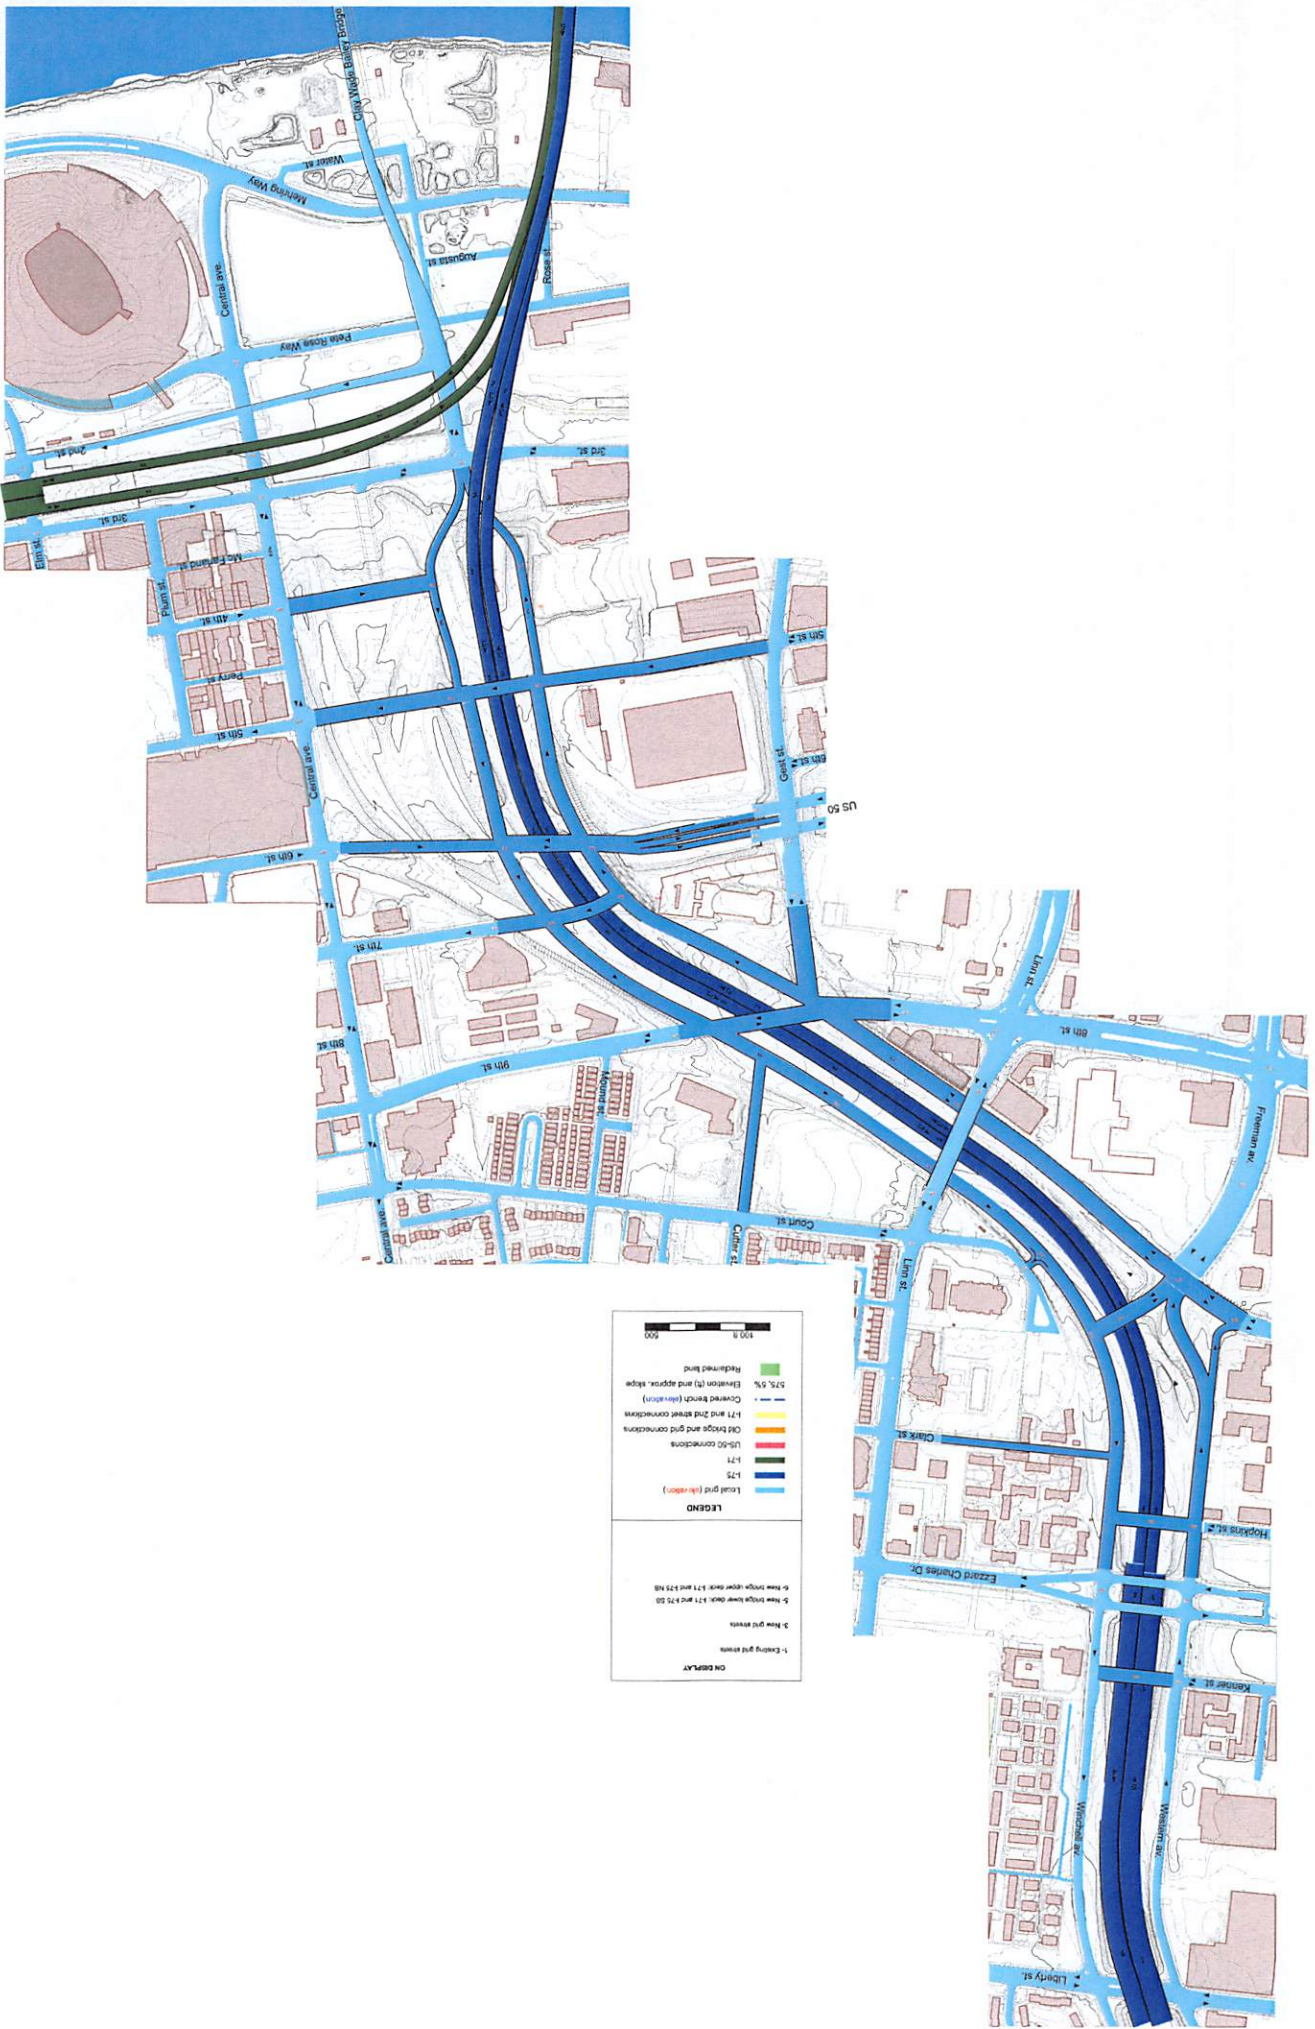 Liberty st.
Winchell av.
Western av.
Kenner st.
Ezzard Charles Dr.
Hopkins st.
Clark st.
Linn st.
Freeman av.
Court st.
Cutter st.
Central ave.
Mound st.
9th st.
8th st.
8th st.
Linn st.
7th st.
6th st.
US 50
Gest st.
6th st.
Central ave.
5th st.
5th st.
Perry st.
4th st.
Plum st.
Mc Farland st.
Elm st.
3rd st.
3rd st.
2nd st.
Pete Rose Way
Central ave.
Rose st.
Augusta st.
Mehring Way
Water st.
Clay Wade Bailey Bridge
ON DISPLAY
1- Existing grid streets
3- New grid streets
5- New bridge lower deck: I-71 and I-75 SB
6- New bridge upper deck: I-71 and I-75 NB
LEGEND
Local grid (elevation)
I-75
I-71
US-50 connections
Old bridge and grid connections
I-71 and 2nd street connections
Covered trench (elevation)
575, 5% Elevation (ft) and approx. slope
Reclaimed land
100 ft 500